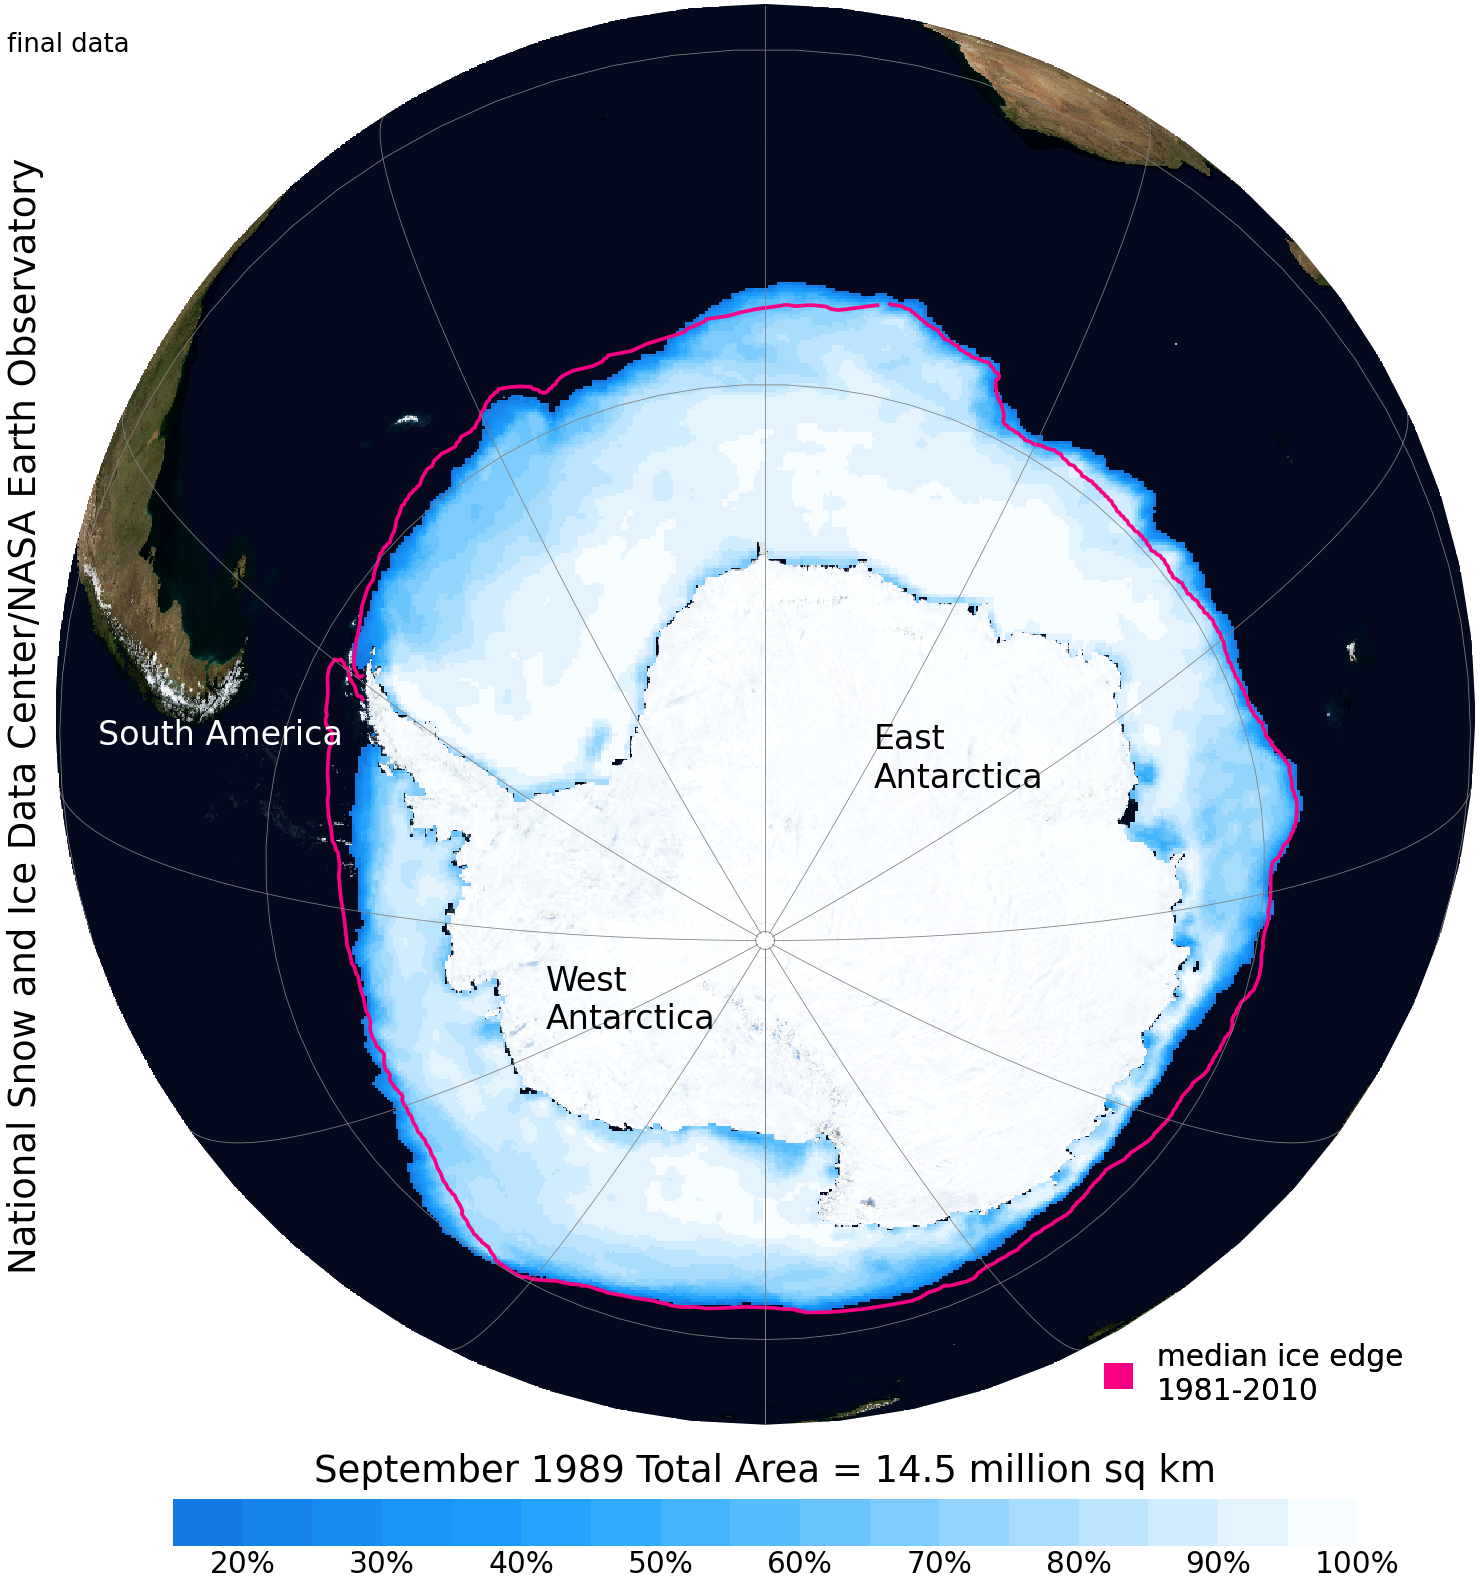 final data
National Snow and Ice Data Center/NASA Earth Observatory
South America
East
Antarctica
West
Antarctica
median ice edge
1981-2010
September 1989 Total Area = 14.5 million sq km
20% 30% 40% 50% 60% 70% 80% 90% 100%